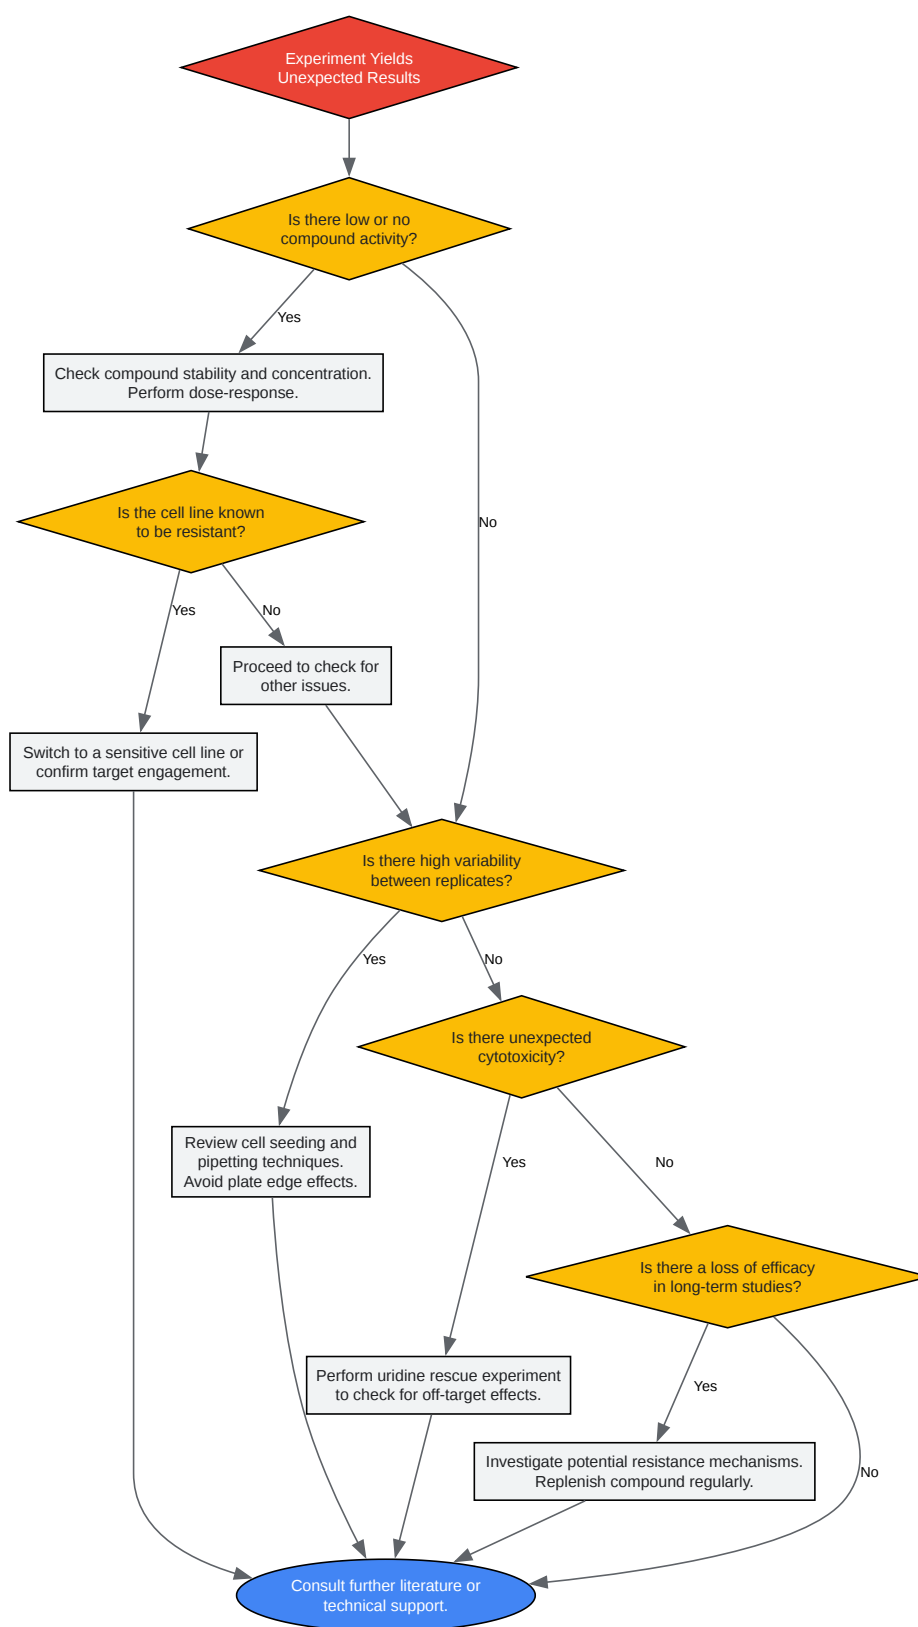 Experiment Yields
Unexpected Results
Is there low or no
compound activity?
Yes
Check compound stability and concentration.
Perform dose-response.
No
Is the cell line known
to be resistant?
Yes
No
Proceed to check for
other issues.
Switch to a sensitive cell line or
confirm target engagement.
Is there high variability
between replicates?
Yes
No
Is there unexpected
cytotoxicity?
Review cell seeding and
pipetting techniques.
Avoid plate edge effects.
Yes
No
Is there a loss of efficacy
in long-term studies?
Perform uridine rescue experiment
to check for off-target effects.
Yes
Investigate potential resistance mechanisms.
Replenish compound regularly.
No
Consult further literature or
technical support.